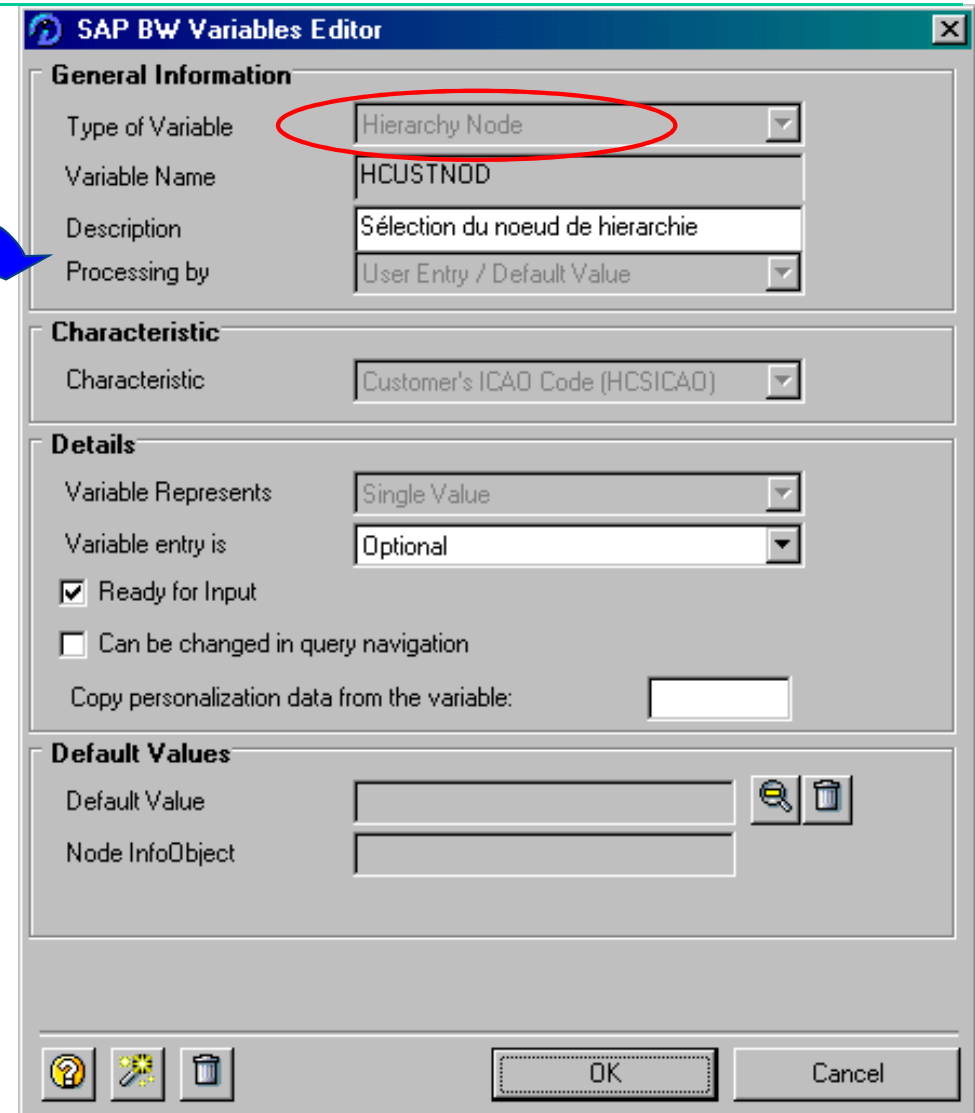 SAP BW Variables Editor
General Information
Type of Variable Hierarchy Node
Variable Name HCUSTNOD
Description Sélection du noeud de hierarchie
Processing by User Entry / Default Value
Characteristic
Characteristic Customer's ICAO Code (HCSICAO)
Details
Variable Represents Single Value
Variable entry is Optional
Ready for Input
Can be changed in query navigation
Copy personalization data from the variable:
Default Values
Default Value
Node InfoObject
OK Cancel